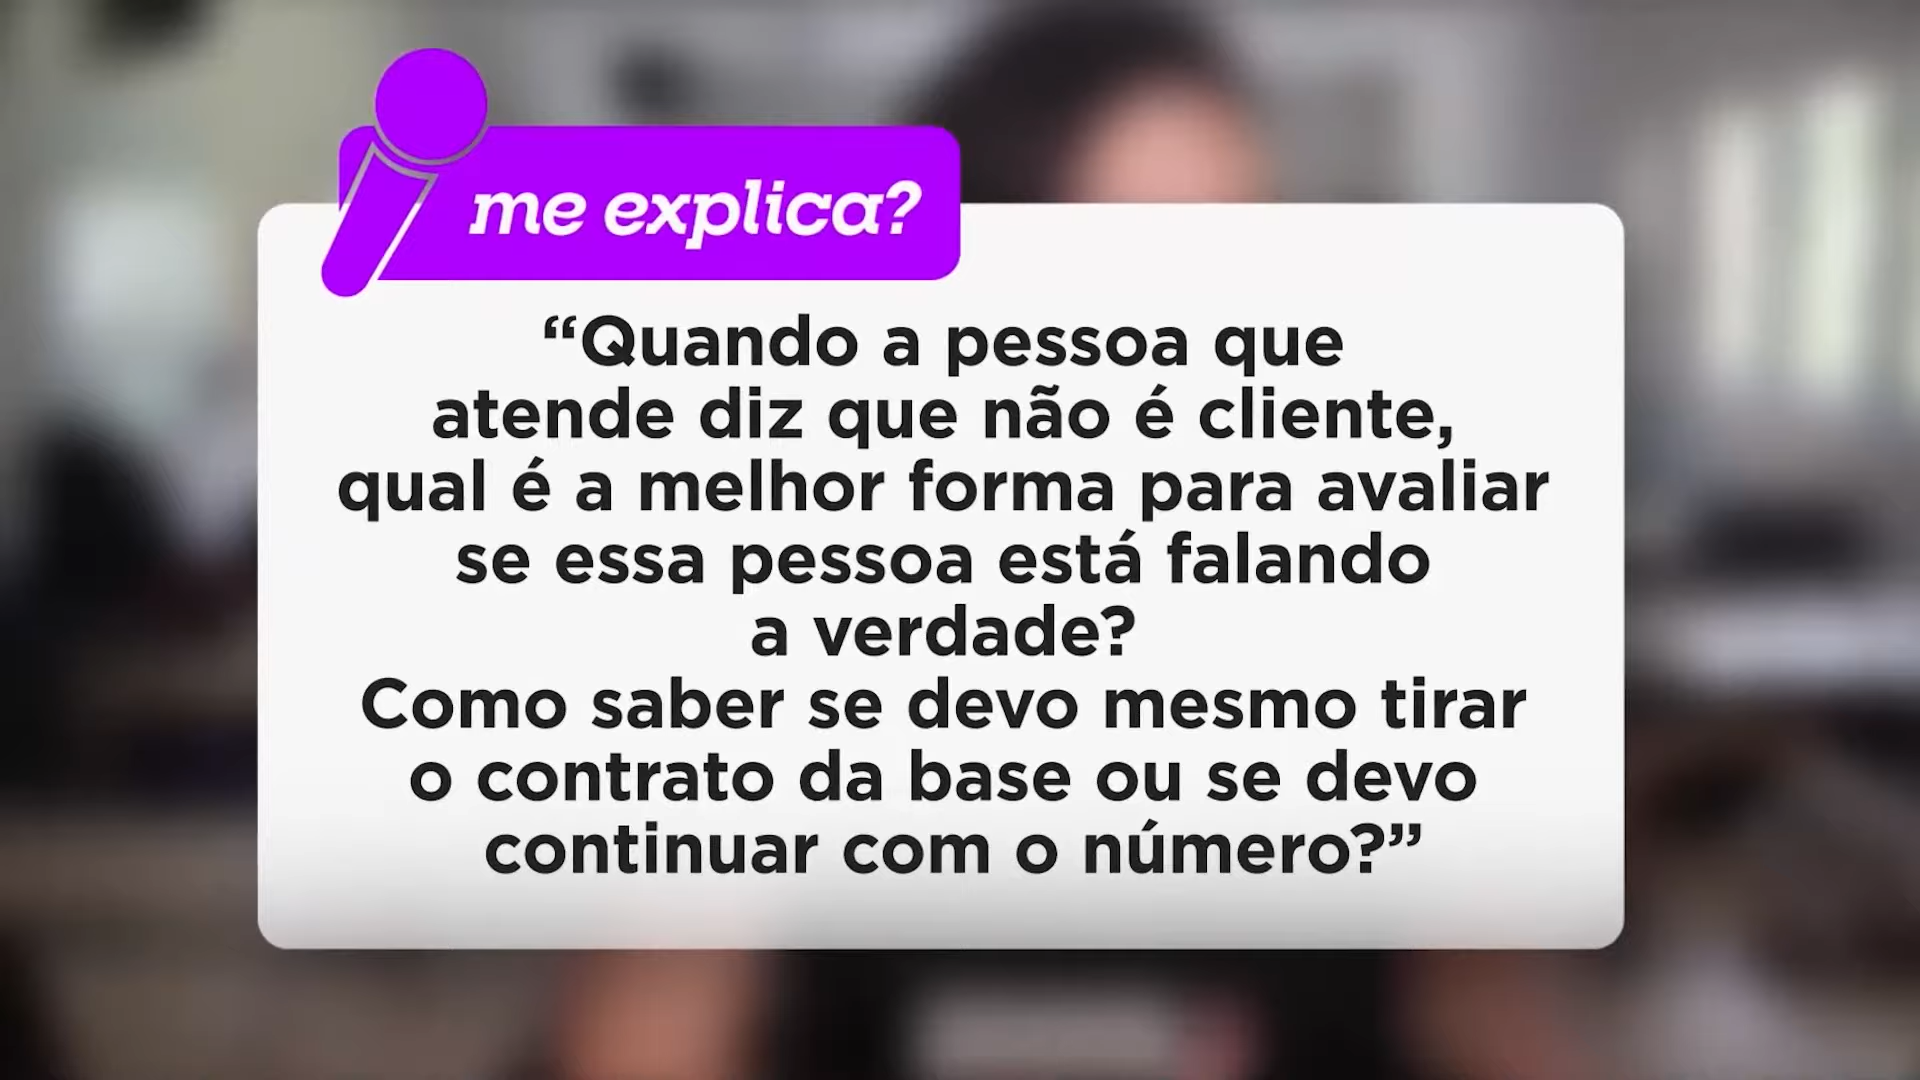 me explica?
“Quando a pessoa que
atende diz que não é cliente,
qual é a melhor forma para avaliar
se essa pessoa está falando
a verdade?
Como saber se devo mesmo tirar
o contrato da base ou se devo
continuar com o número?”